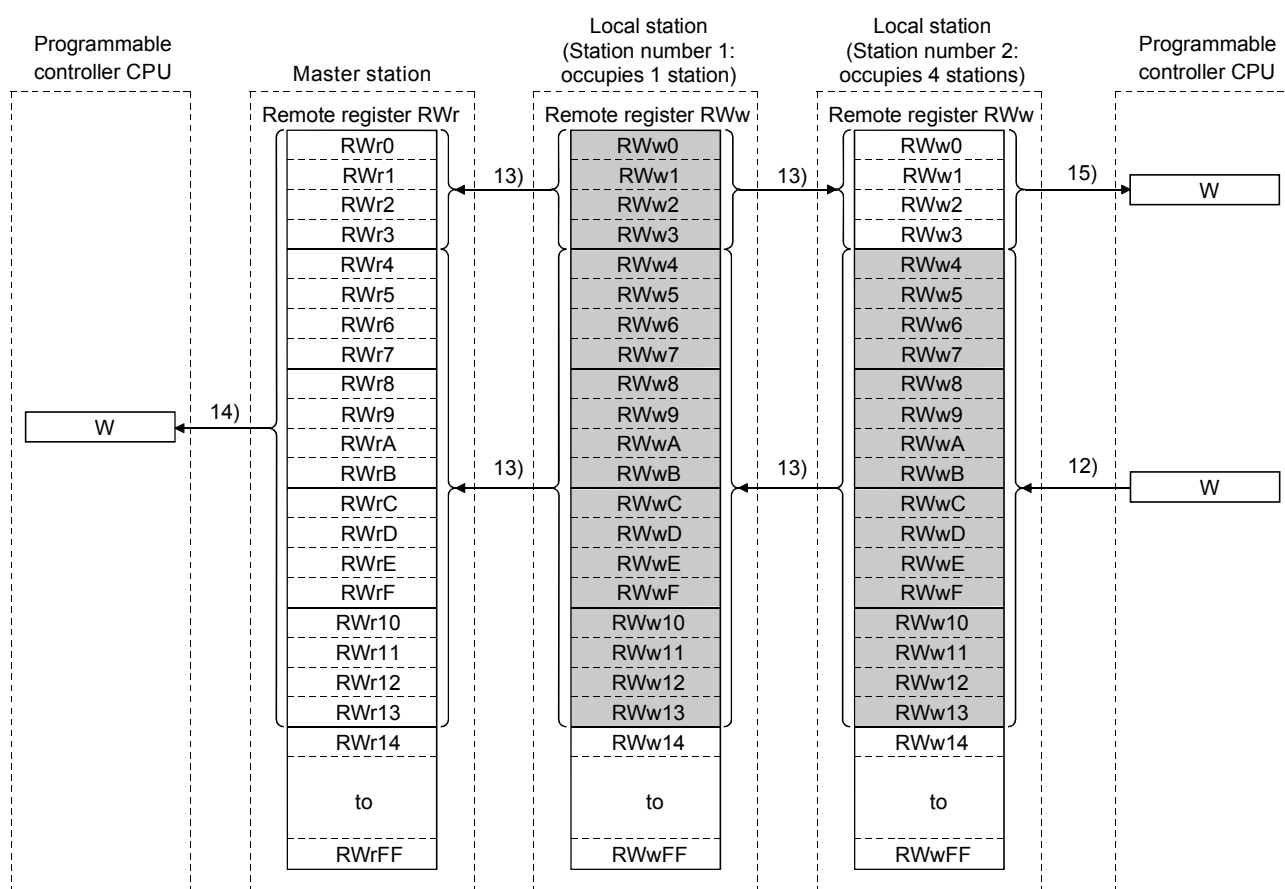 Programmable
controller CPU
Master station
Local station
(Station number 1:
occupies 1 station)
Local station
(Station number 2:
occupies 4 stations)
Programmable
controller CPU
Remote register RWr
Remote register RWw
Remote register RWw
RWr0
RWw0
RWw0
RWr1
13)
RWw1
13)
RWw1
15)
W
RWr2
RWw2
RWw2
RWr3
RWw3
RWw3
RWr4
RWw4
RWw4
RWr5
RWw5
RWw5
RWr6
RWw6
RWw6
RWr7
RWw7
RWw7
RWr8
RWw8
RWw8
W
14)
RWr9
RWw9
RWw9
RWrA
RWwA
RWwA
RWrB
13)
RWwB
13)
RWwB
12)
W
RWrC
RWwC
RWwC
RWrD
RWwD
RWwD
RWrE
RWwE
RWwE
RWrF
RWwF
RWwF
RWr10
RWw10
RWw10
RWr11
RWw11
RWw11
RWr12
RWw12
RWw12
RWr13
RWw13
RWw13
RWr14
RWw14
RWw14
to
to
to
RWrFF
RWwFF
RWwFF